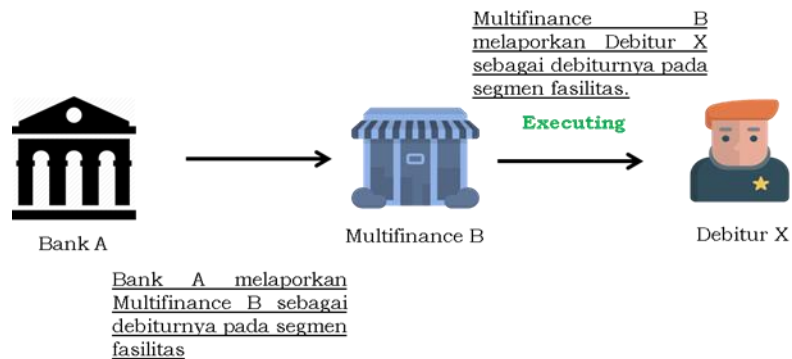 Multifinance B
melaporkan Debitur X
sebagai debiturnya pada
segmen fasilitas.
Executing
Bank A
Multifinance B
Debitur X
Bank A melaporkan
Multifinance B sebagai
debiturnya pada segmen
fasilitas